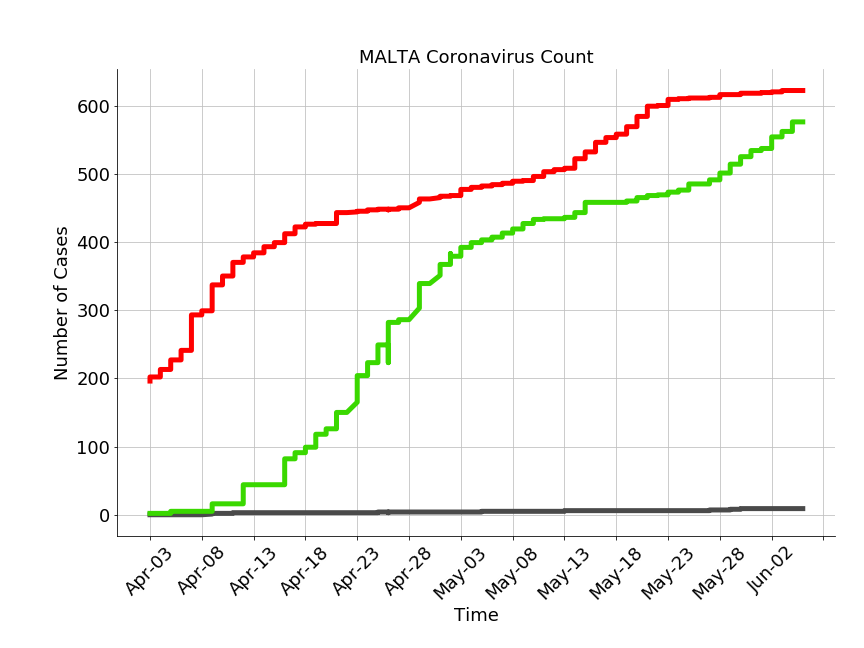 MALTA Coronavirus Count
Number of Cases
600
500
400
300
200
100
0
Apr-03
Apr-08
Apr-13
Apr-18
Apr-23
Apr-28
May-03
May-08
May-13
May-18
May-23
May-28
Jun-02
Time